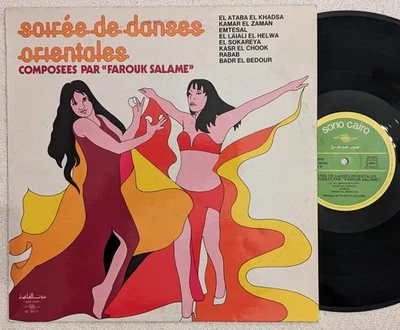 soirée de danses
orientales
COMPOSEES PAR "FAROUK SALAME"
EL ATABA EL KHADSA
KAMAR EL ZAMAN
EMTESAL
EL LAIALI EL HELWA
EL SOKAREYA
KASR EL CHOOK
RABAB
BADR EL BEDOUR
sono cairo